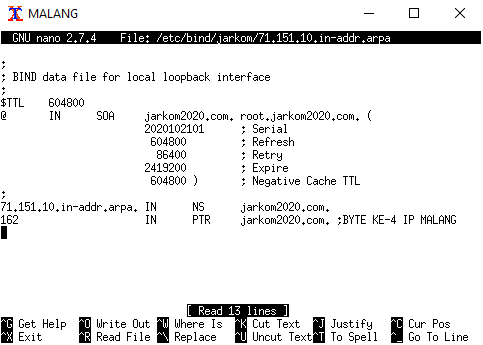 MALANG
GNU nano 2.7.4 File: /etc/bind/jarkom/71.151.10.in-addr.arpa
;
; BIND data file for local loopback interface
;
$TTL 604800
@ IN SOA jarkom2020.com. root.jarkom2020.com. (
2020102101 ; Serial
604800 ; Refresh
86400 ; Retry
2419200 ; Expire
604800 ) ; Negative Cache TTL
;
71.151.10.in-addr.arpa. IN NS jarkom2020.com.
162 IN PTR jarkom2020.com. ;BYTE KE-4 IP MALANG
[ Read 13 lines ]
^G Get Help ^O Write Out ^W Where Is ^K Cut Text ^J Justify ^C Cur Pos
^X Exit ^R Read File ^\ Replace ^U Uncut Text ^T To Spell ^_ Go To Line